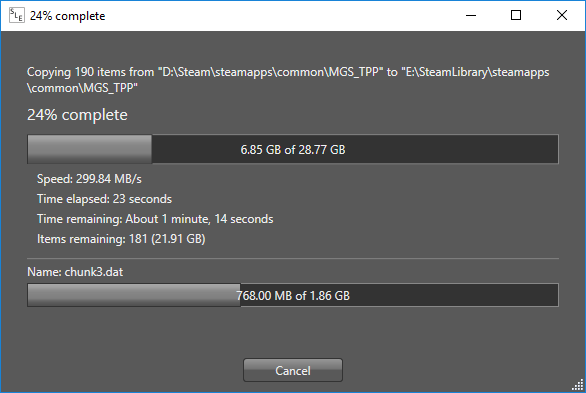 SLE 24% complete
Copying 190 items from "D:\Steam\steamapps\common\MGS_TPP" to "E:\SteamLibrary\steamapps
\common\MGS_TPP"
24% complete
6.85 GB of 28.77 GB
Speed: 299.84 MB/s
Time elapsed: 23 seconds
Time remaining: About 1 minute, 14 seconds
Items remaining: 181 (21.91 GB)
Name: chunk3.dat
768.00 MB of 1.86 GB
Cancel